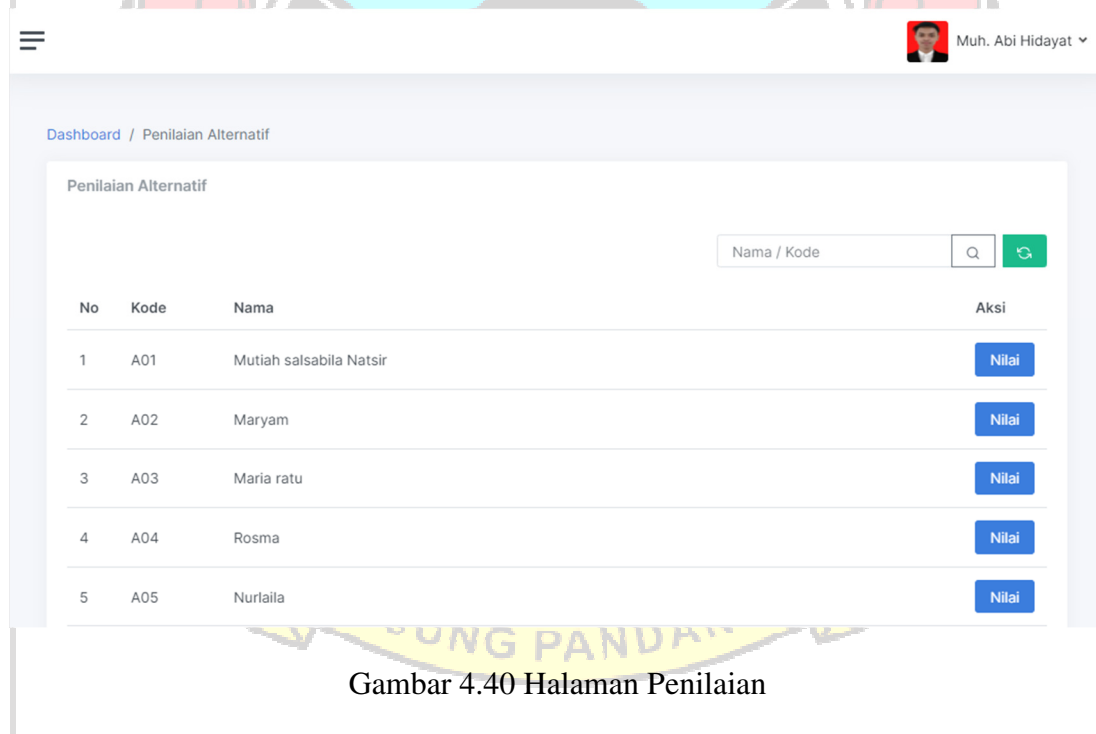 Muh. Abi Hidayat
Dashboard / Penilaian Alternatif
Penilaian Alternatif
Nama / Kode
No Kode Nama Aksi
1 A01 Mutiah salsabila Natsir Nilai
2 A02 Maryam Nilai
3 A03 Maria ratu Nilai
4 A04 Rosma Nilai
5 A05 Nurlaila Nilai
UNG PANDA
Gambar 4.40 Halaman Penilaian